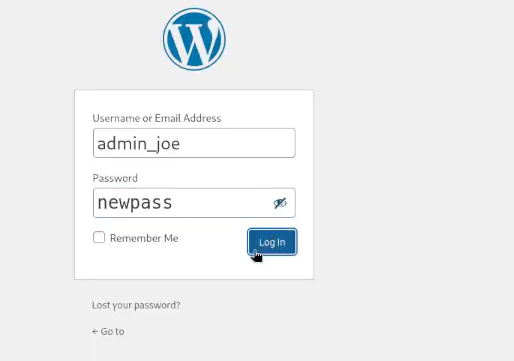 Username or Email Address
admin_joe
Password
newpass
Remember Me
Log In
Lost your password?
← Go to